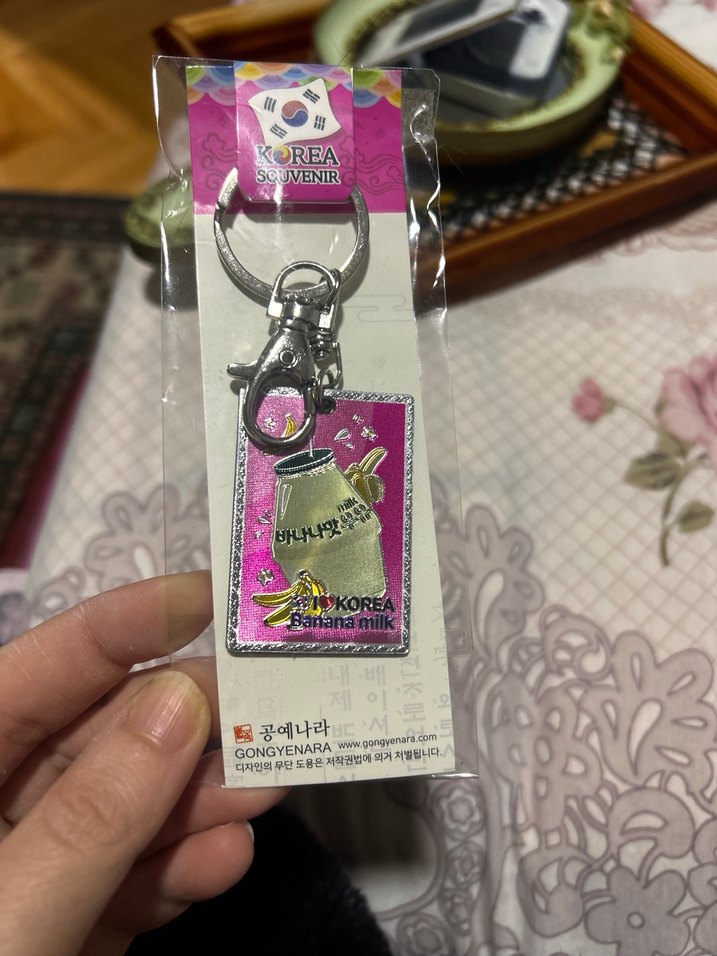 KOREA
SOUVENIR
milk
바나나맛 우유
I KOREA
Banana milk
공예나라
GONGYENARA www.gongyenara.com
디자인의 무단 도용은 저작권법에 의거 처벌됩니다.